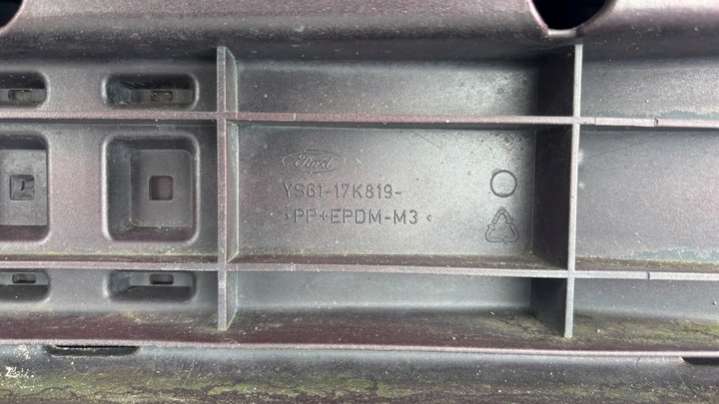 Ford
YS61-17K819-
>PP+EPDM-M3<